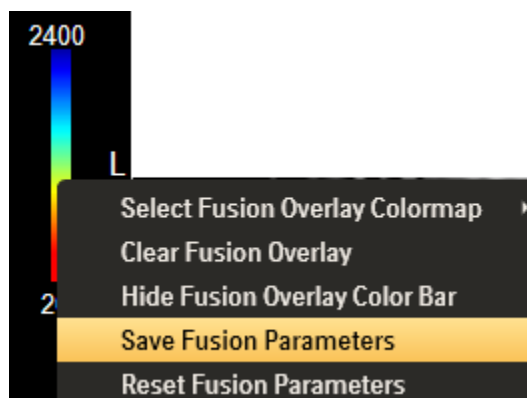 2400
L
Select Fusion Overlay Colormap
Clear Fusion Overlay
Hide Fusion Overlay Color Bar
Save Fusion Parameters
Reset Fusion Parameters